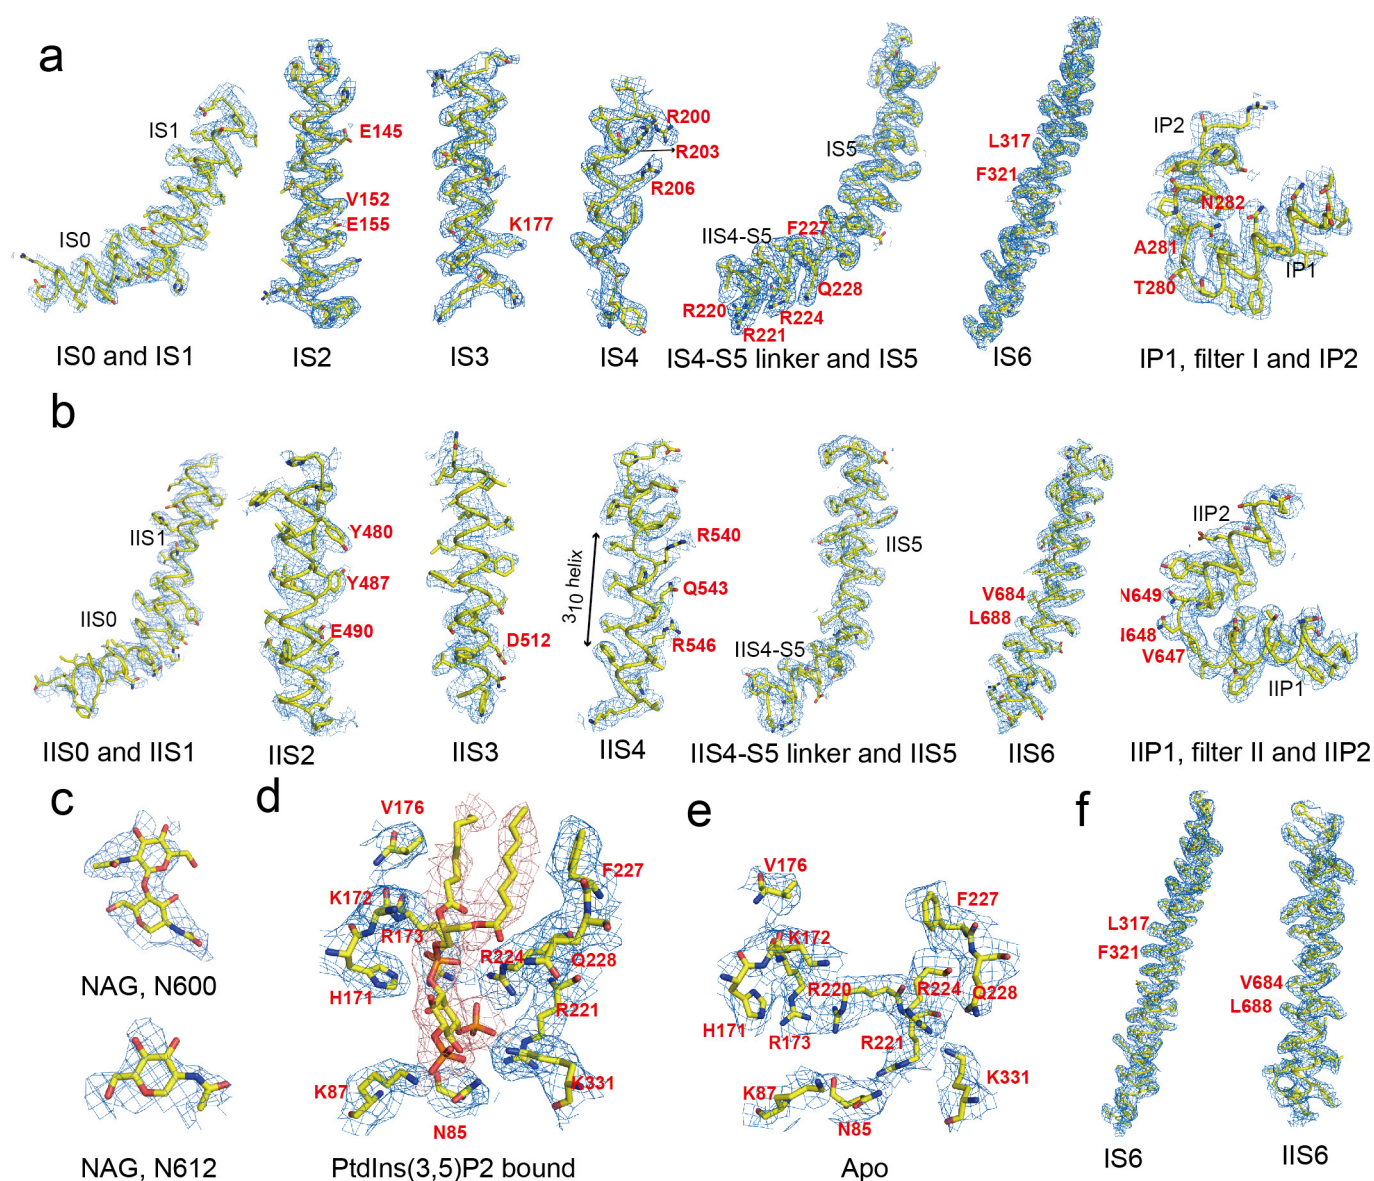 a
IS1
IS0
E145
V152
E155
K177
R200
R203
R206
IS5
IIS4-S5
F227
Q228
R220
R224
R221
L317
F321
IP2
N282
A281
IP1
T280
IS0 and IS1
IS2
IS3
IS4
IS4-S5 linker and IS5
IS6
IP1, filter I and IP2
b
IIS1
IIS0
Y480
Y487
E490
D512
3₁₀ helix
R540
Q543
R546
IIS5
IIS4-S5
V684
L688
IIP2
N649
I648
V647
IIP1
IIS0 and IIS1
IIS2
IIS3
IIS4
IIS4-S5 linker and IIS5
IIS6
IIP1, filter II and IIP2
c
NAG, N600
NAG, N612
d
V176
K172
R173
H171
F227
R224
Q228
R221
K87
K331
N85
PtdIns(3,5)P2 bound
e
V176
F227
K172
R220
R224
Q228
H171
R173
R221
K87
K331
N85
Apo
f
L317
F321
V684
L688
IS6
IIS6